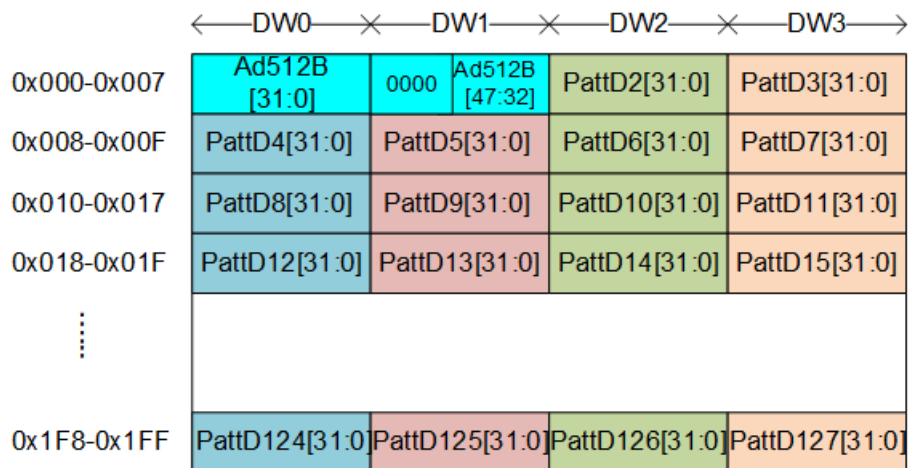 DW0 DW1 DW2 DW3
0x000-0x007 Ad512B [31:0] 0000 Ad512B [47:32] PattD2[31:0] PattD3[31:0]
0x008-0x00F PattD4[31:0] PattD5[31:0] PattD6[31:0] PattD7[31:0]
0x010-0x017 PattD8[31:0] PattD9[31:0] PattD10[31:0] PattD11[31:0]
0x018-0x01F PattD12[31:0] PattD13[31:0] PattD14[31:0] PattD15[31:0]
0x1F8-0x1FF PattD124[31:0] PattD125[31:0] PattD126[31:0] PattD127[31:0]